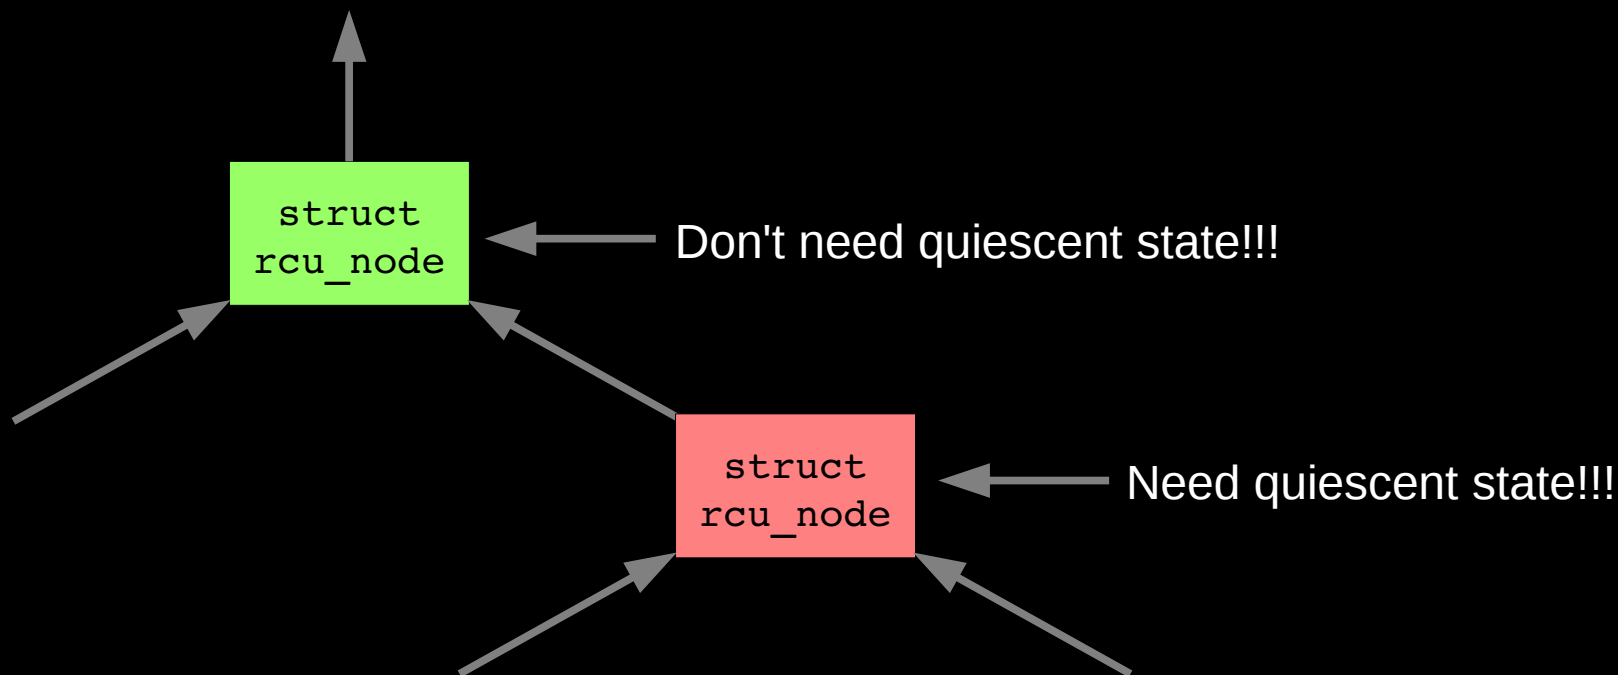 struct
rcu_node
Don't need quiescent state!!!
struct
rcu_node
Need quiescent state!!!